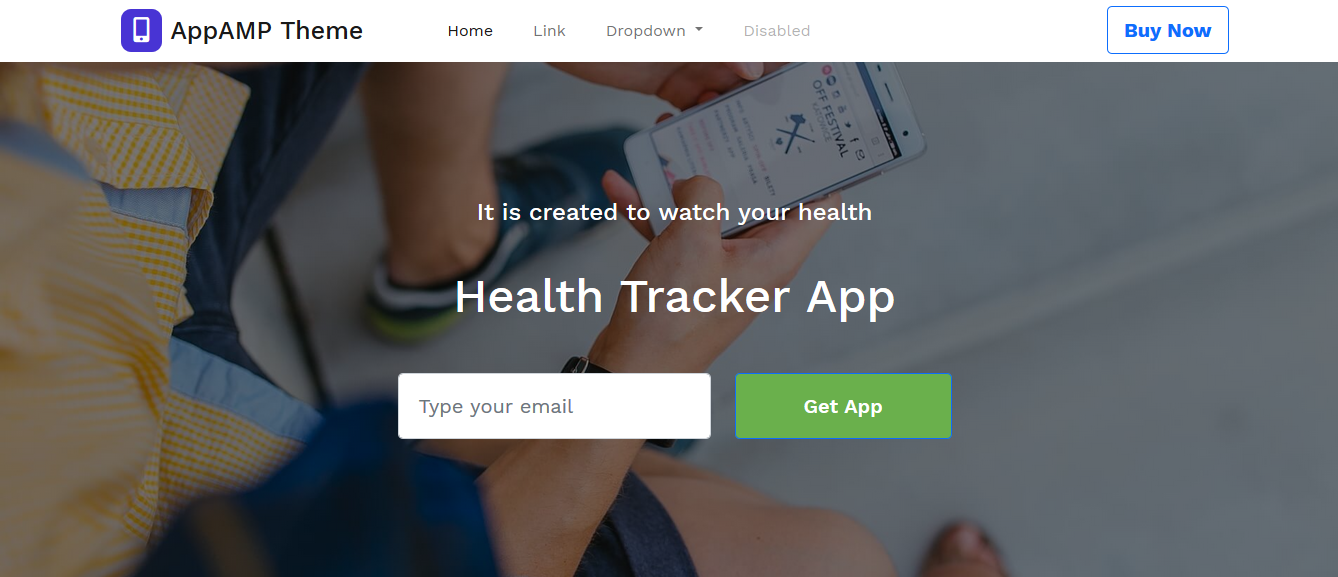 AppAMP Theme
Home
Link
Dropdown
Disabled
Buy Now
OFF FESTIVAL
KATOWICE
It is created to watch your health
Health Tracker App
Type your email
Get App